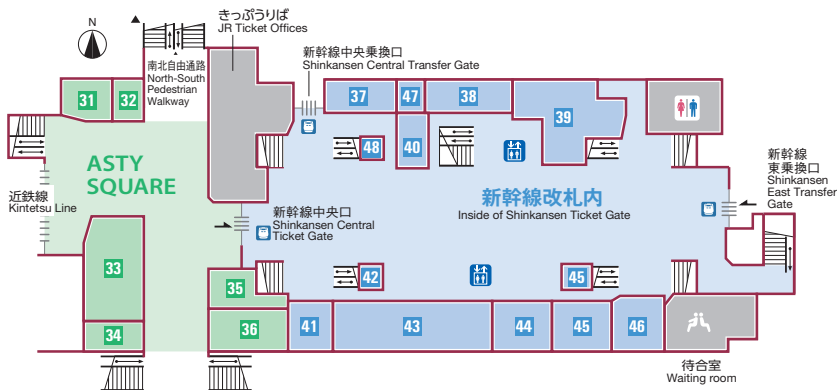 N
きっぷうりば
JR Ticket Offices
南北自由通路
North-South
Pedestrian
Walkway
新幹線中央乗換口
Shinkansen Central Transfer Gate
31
32
37
47
38
39
48
40
ASTY
SQUARE
近鉄線
Kintetsu Line
新幹線改札内
Inside of Shinkansen Ticket Gate
新幹線
東乗換口
Shinkansen
East Transfer
Gate
新幹線中央口
Shinkansen Central
Ticket Gate
33
35
42
45
34
36
41
43
44
45
46
待合室
Waiting room